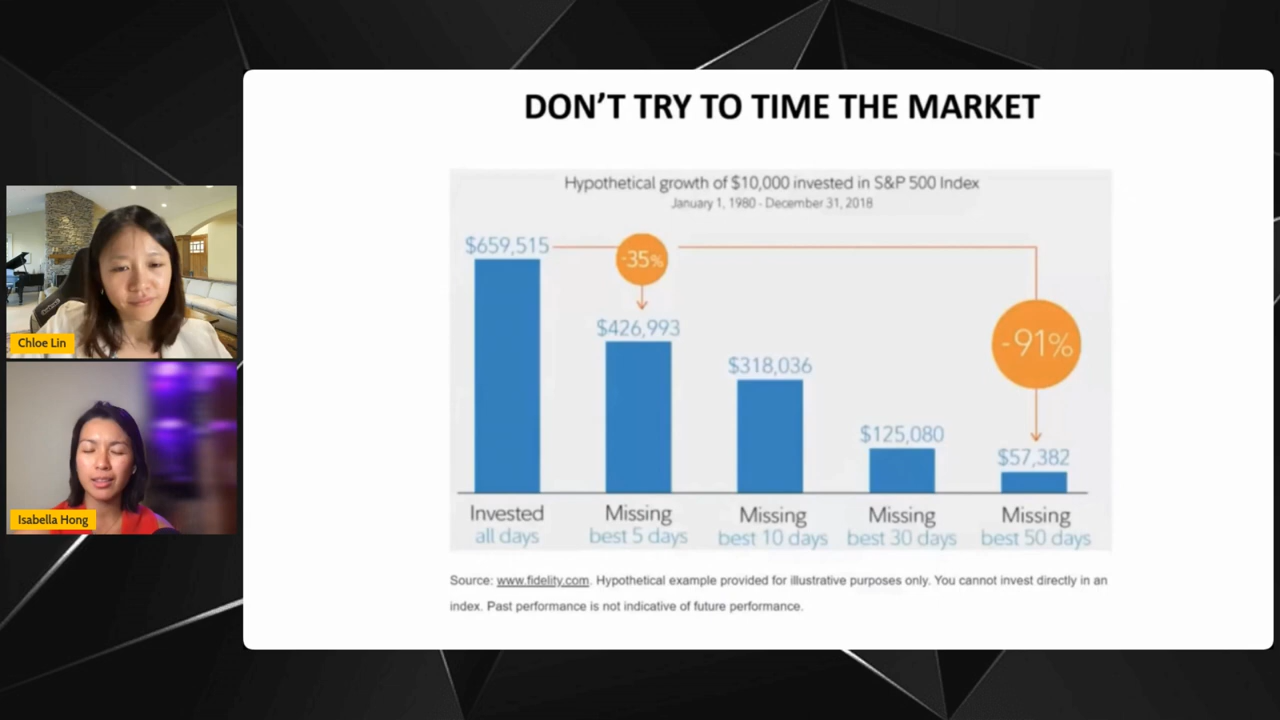 DON'T TRY TO TIME THE MARKET
Hypothetical growth of $10,000 invested in S&P 500 Index
January 1, 1980 - December 31, 2018
$659,515
-35%
$426,993
$318,036
-91%
$125,080
$57,382
Invested
all days
Missing
best 5 days
Missing
best 10 days
Missing
best 30 days
Missing
best 50 days
Source: www.fidelity.com. Hypothetical example provided for illustrative purposes only. You cannot invest directly in an
index. Past performance is not indicative of future performance.
Chloe Lin
Isabella Hong